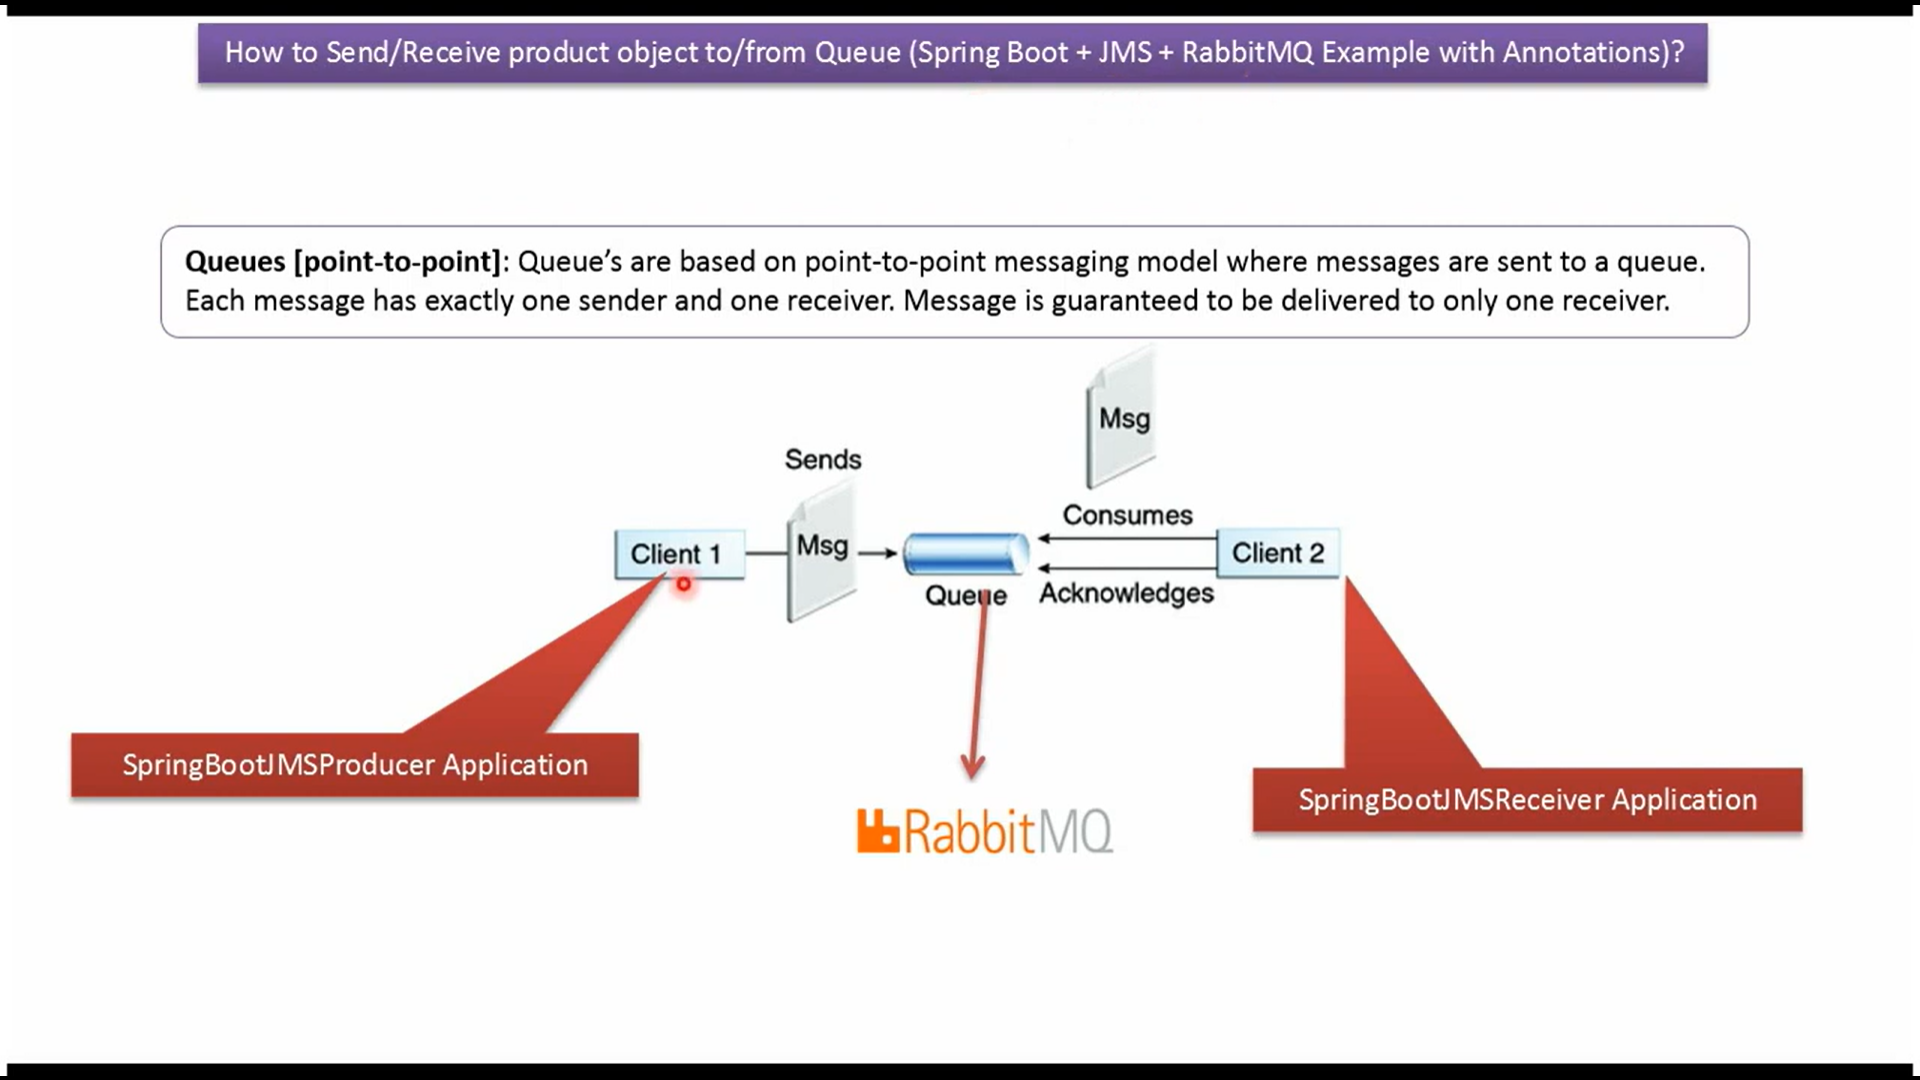 How to Send/Receive product object to/from Queue (Spring Boot + JMS + RabbitMQ Example with Annotations)?
Queues [point-to-point]: Queue’s are based on point-to-point messaging model where messages are sent to a queue.
Each message has exactly one sender and one receiver. Message is guaranteed to be delivered to only one receiver.
Msg
Sends
Consumes
Client 1
Msg
Client 2
Queue
Acknowledges
SpringBootJMSProducer Application
SpringBootJMSReceiver Application
RabbitMQ